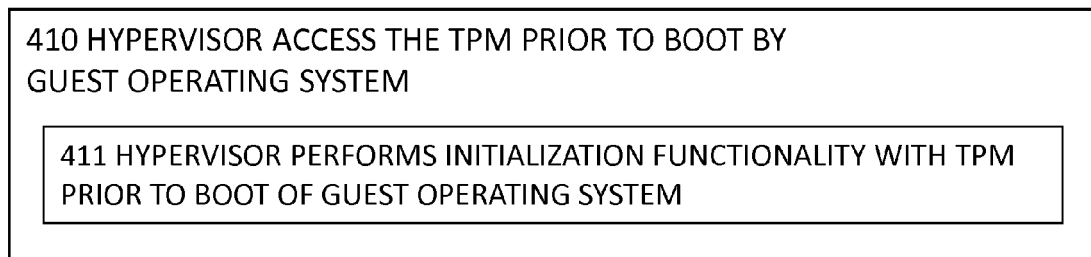 410 HYPERVISOR ACCESS THE TPM PRIOR TO BOOT BY
GUEST OPERATING SYSTEM
411 HYPERVISOR PERFORMS INITIALIZATION FUNCTIONALITY WITH TPM
PRIOR TO BOOT OF GUEST OPERATING SYSTEM